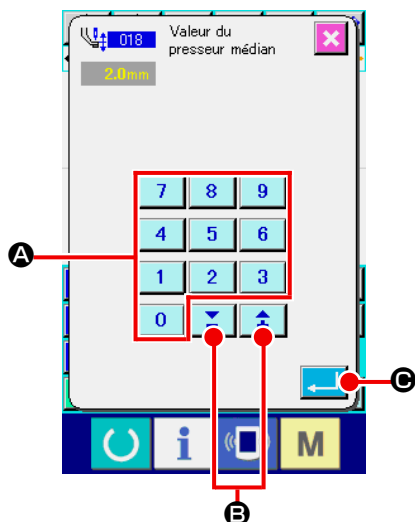 018
Valeur du
presseur médian
2.0mm
7 8 9
4 5 6
1 2 3
0
A
C
B
i M